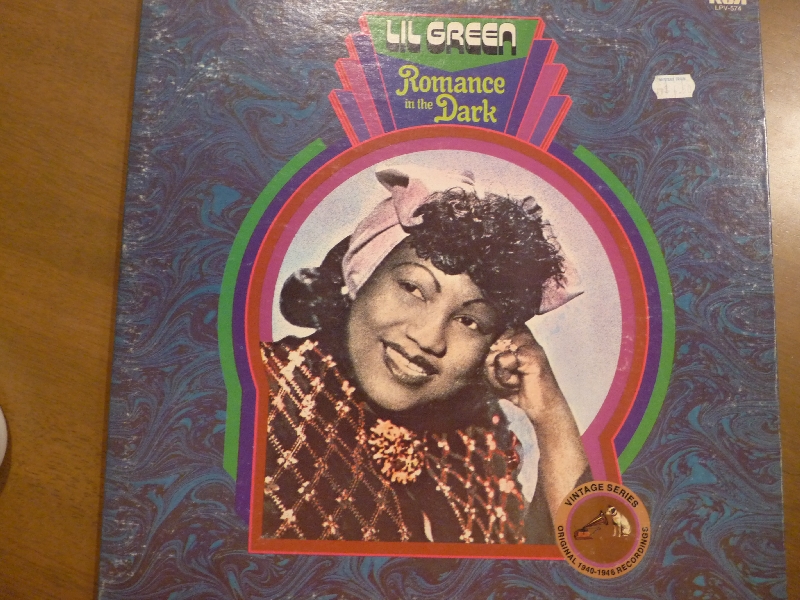 RCA
LPV-574
LIL GREEN
Romance
in the
Dark
VINTAGE SERIES
ORIGINAL 1940-1946 RECORDINGS